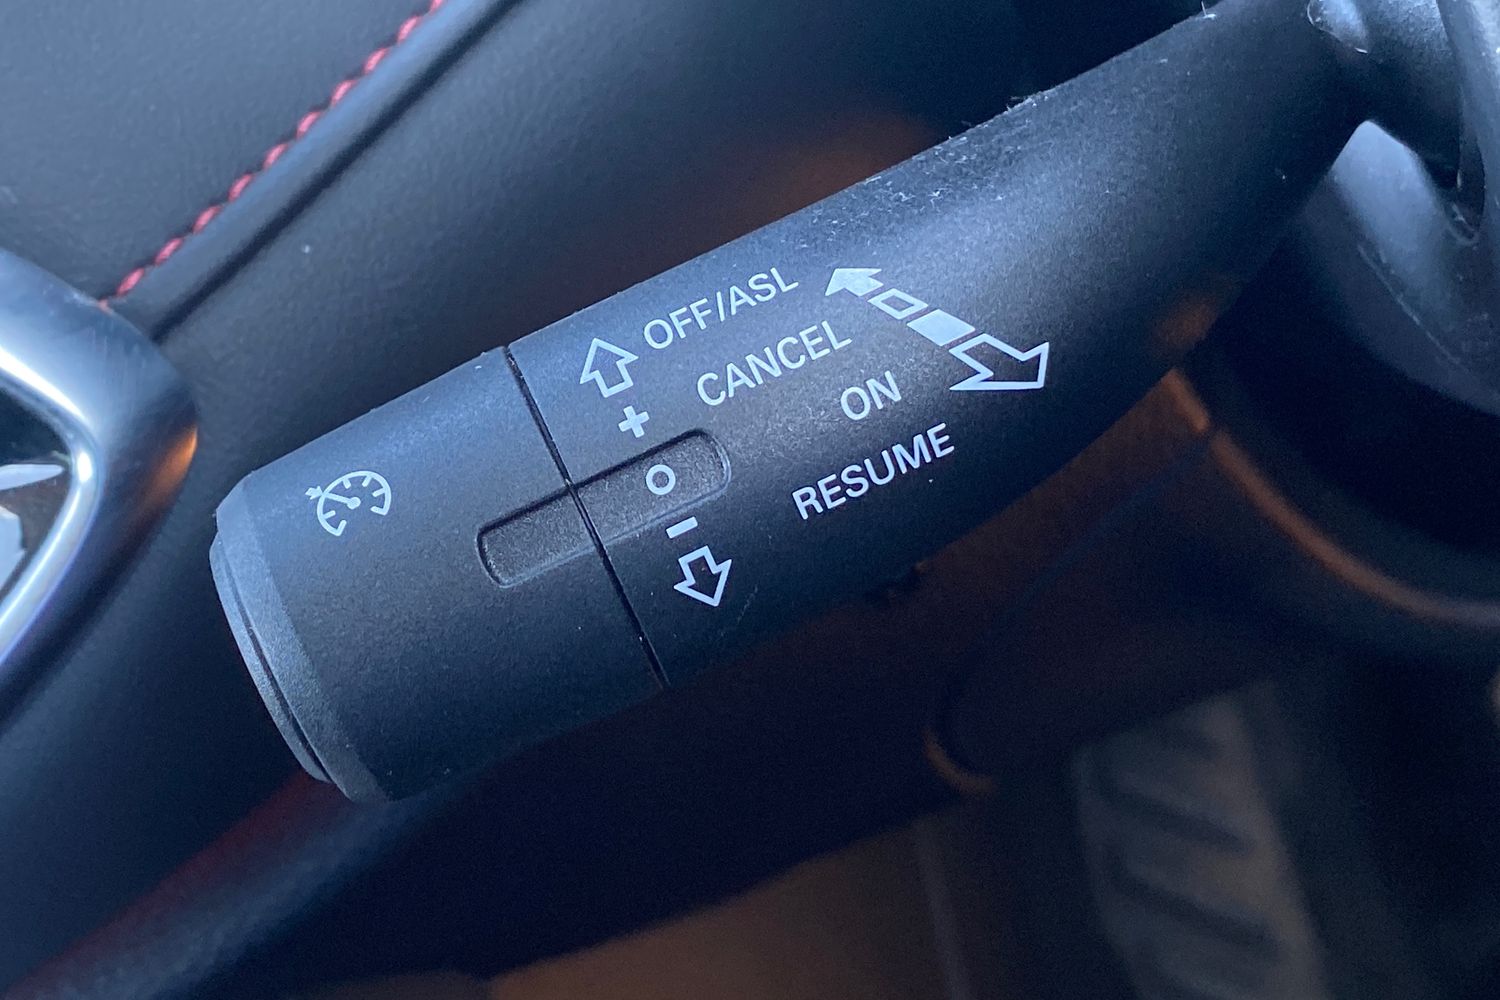 OFF/ASL
CANCEL
ON
RESUME
+
O
−